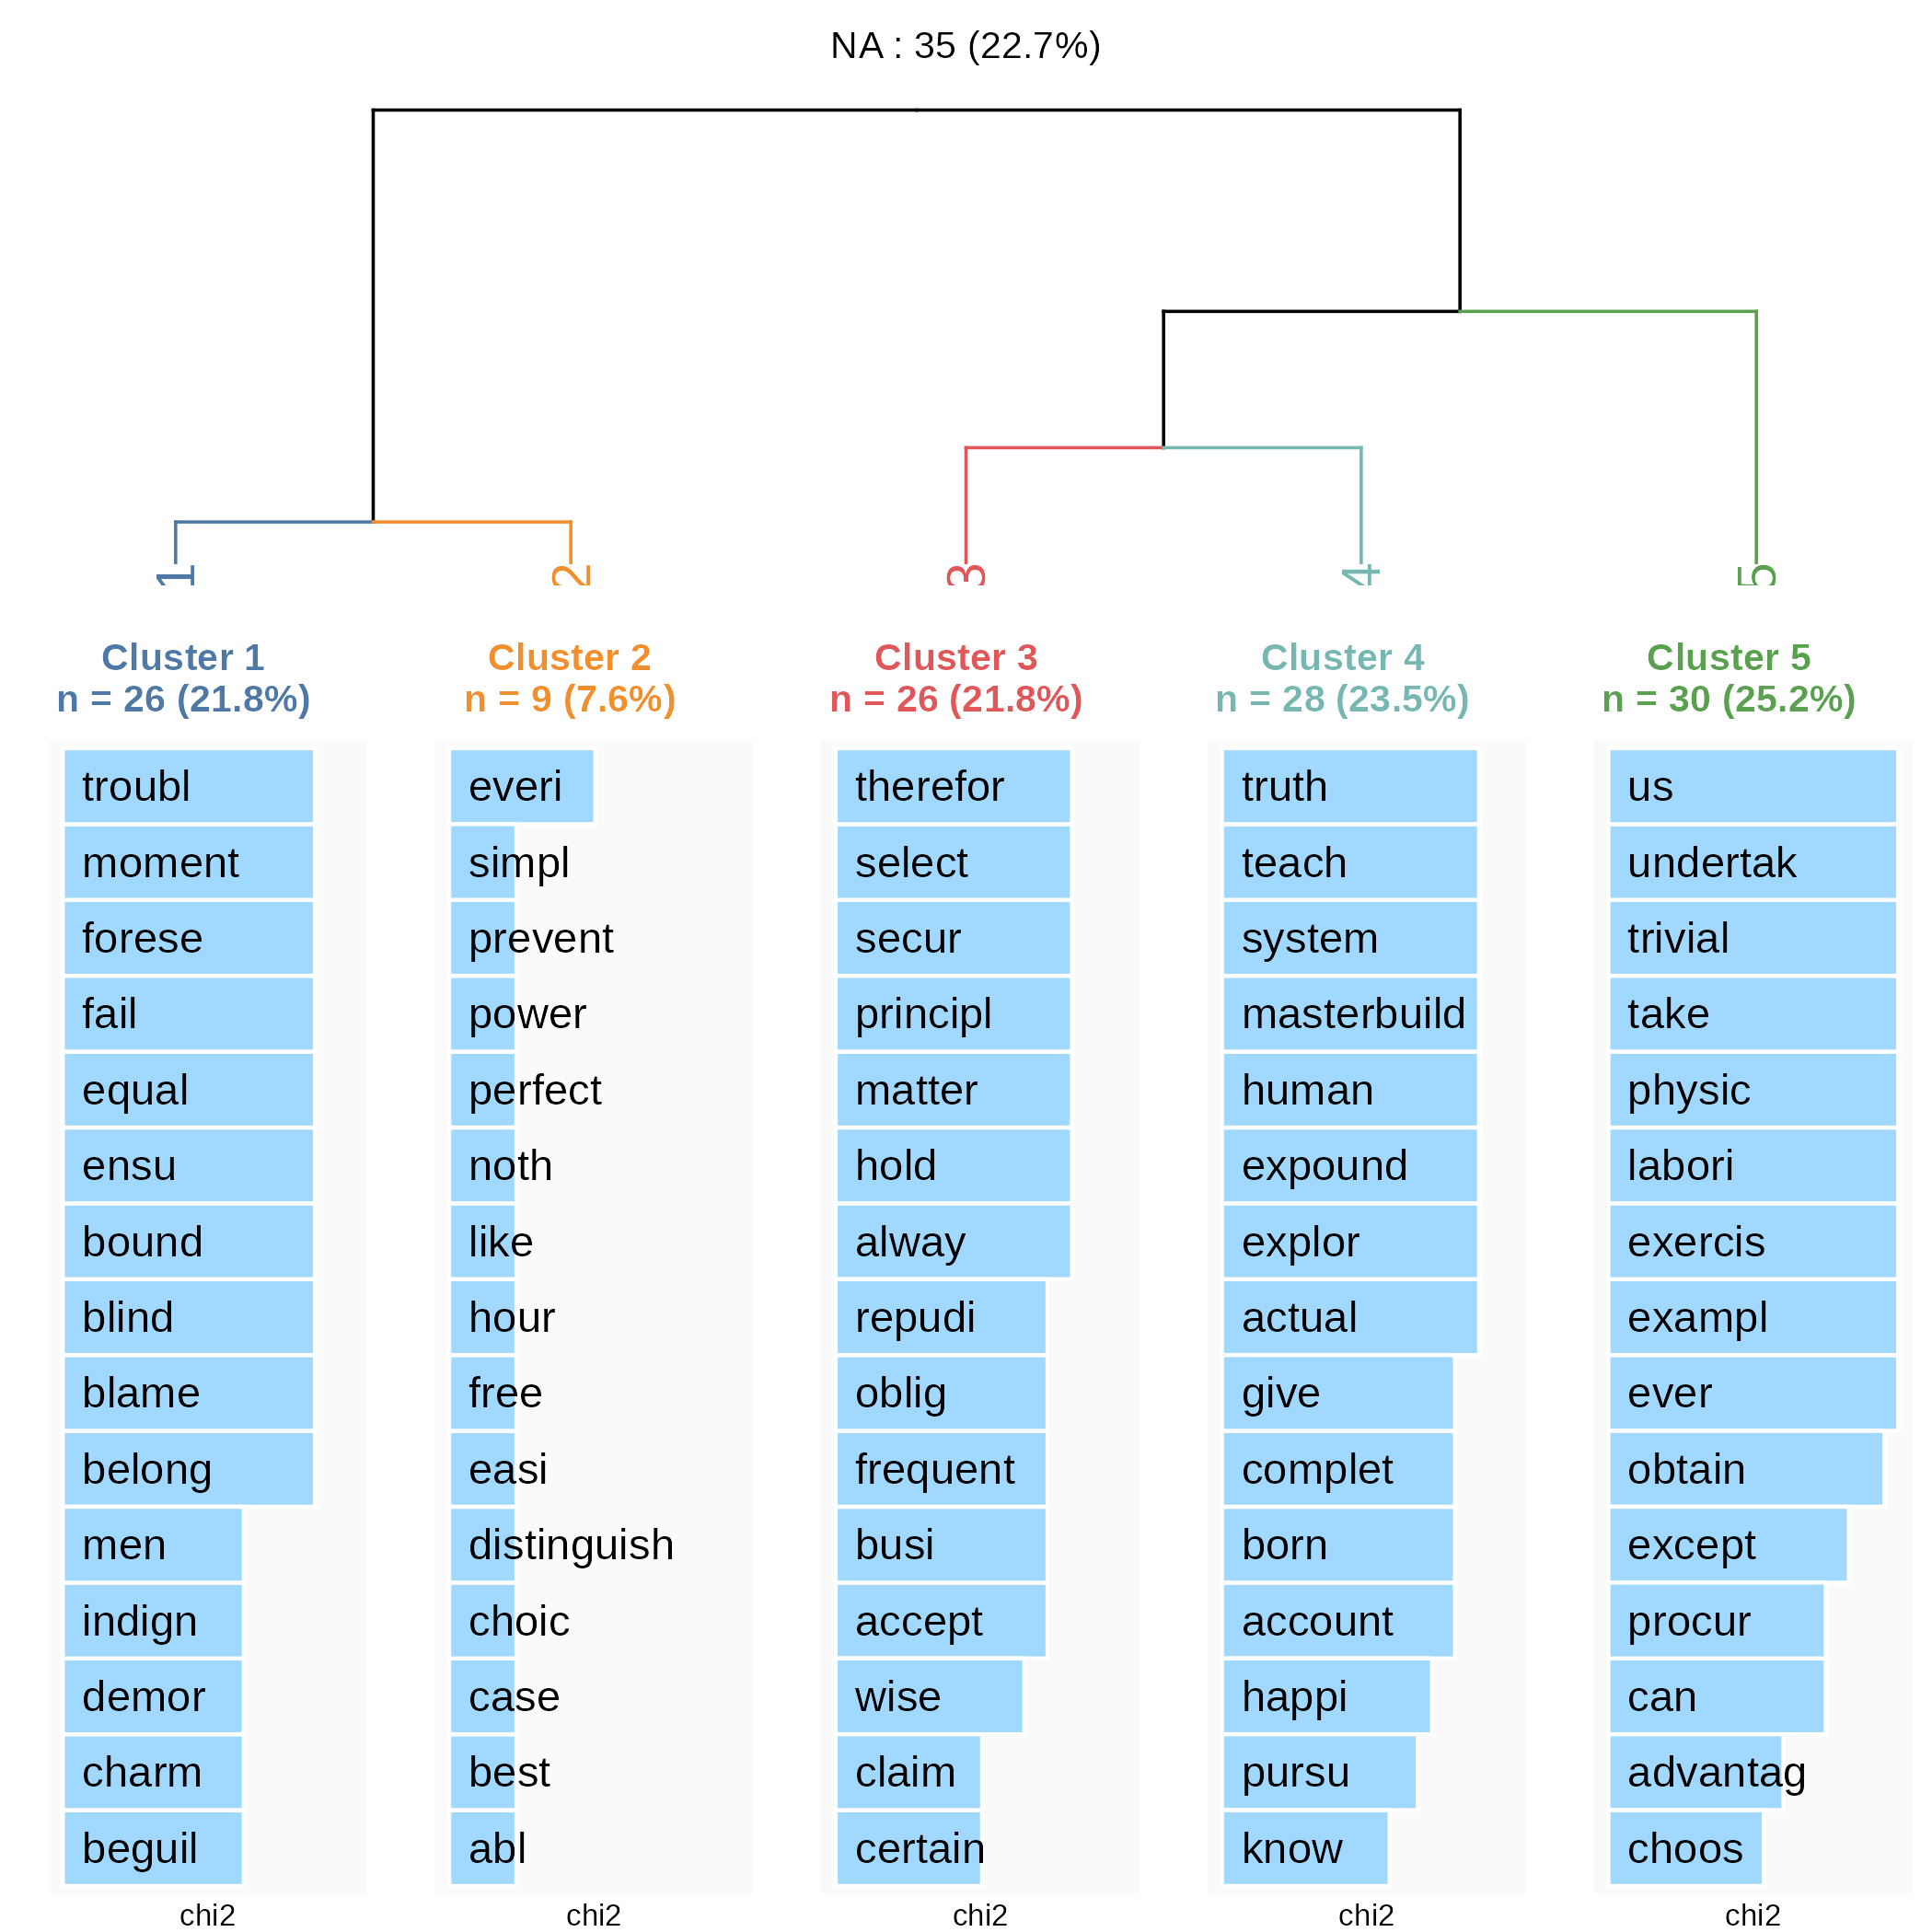 NA : 35 (22.7%)
1
2
3
4
5
Cluster 1
n = 26 (21.8%)
troubl
moment
forese
fail
equal
ensu
bound
blind
blame
belong
men
indign
demor
charm
beguil
chi2
Cluster 2
n = 9 (7.6%)
everi
simpl
prevent
power
perfect
noth
like
hour
free
easi
distinguish
choic
case
best
abl
chi2
Cluster 3
n = 26 (21.8%)
therefor
select
secur
principl
matter
hold
alway
repudi
oblig
frequent
busi
accept
wise
claim
certain
chi2
Cluster 4
n = 28 (23.5%)
truth
teach
system
masterbuild
human
expound
explor
actual
give
complet
born
account
happi
pursu
know
chi2
Cluster 5
n = 30 (25.2%)
us
undertak
trivial
take
physic
labori
exercis
exampl
ever
obtain
except
procur
can
advantag
choos
chi2